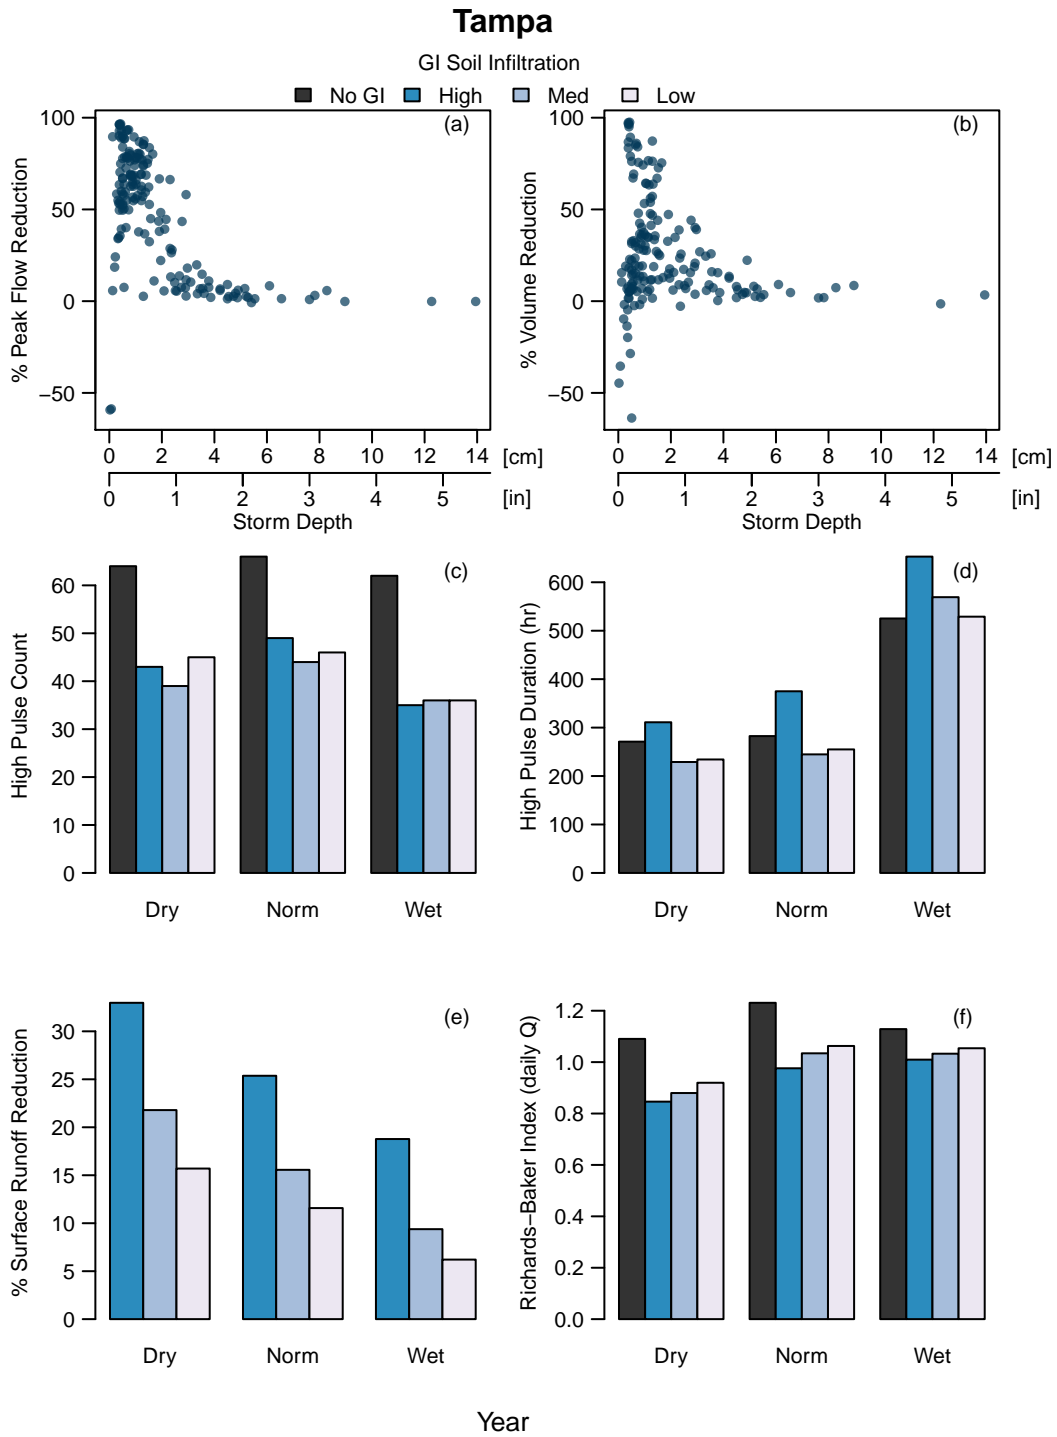 Tampa
GI Soil Infiltration
No GI High Med Low
(a)
% Peak Flow Reduction
100
50
0
−50
0 2 4 6 8 10 12 14 [cm]
0 1 2 3 4 5 [in]
Storm Depth
(b)
% Volume Reduction
100
50
0
−50
0 2 4 6 8 10 12 14 [cm]
0 1 2 3 4 5 [in]
Storm Depth
(c)
High Pulse Count
60
50
40
30
20
10
0
Dry Norm Wet
(d)
High Pulse Duration (hr)
600
500
400
300
200
100
0
Dry Norm Wet
(e)
% Surface Runoff Reduction
30
25
20
15
10
5
0
Dry Norm Wet
(f)
Richards−Baker Index (daily Q)
1.2
1.0
0.8
0.6
0.4
0.2
0.0
Dry Norm Wet
Year